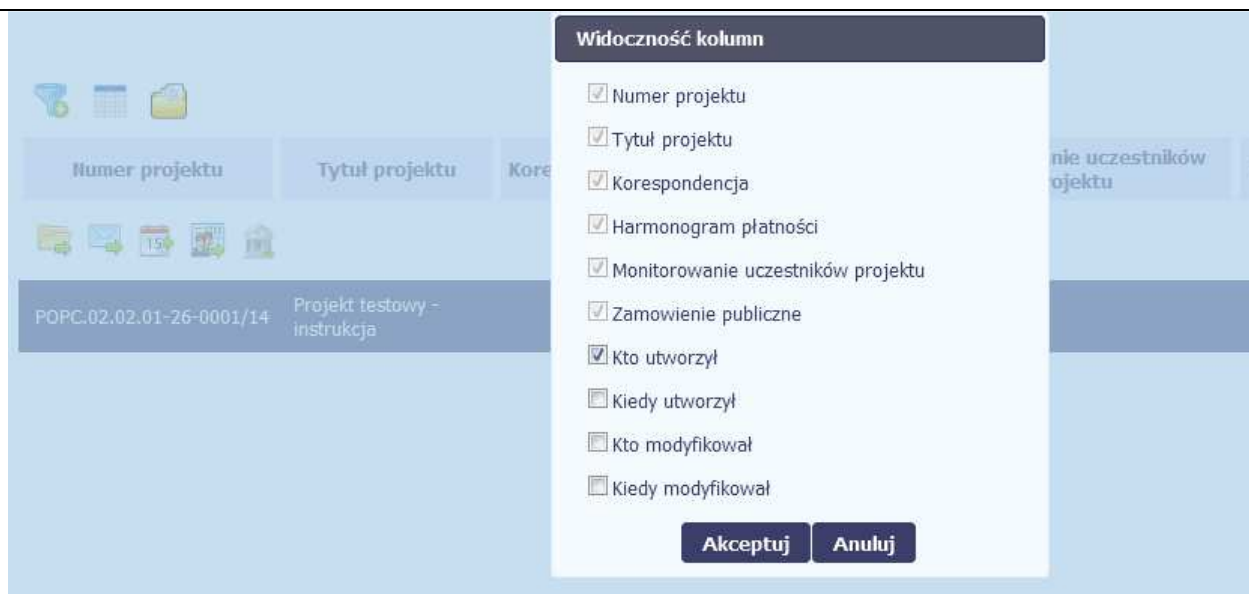 Widoczność kolumn
Numer projektu
Tytuł projektu
Korespondencja
Harmonogram płatności
Monitorowanie uczestników projektu
Zamowienie publiczne
Kto utworzył
Kiedy utworzył
Kto modyfikował
Kiedy modyfikował
Akceptuj Anuluj
Numer projektu
Tytuł projektu
Kore
nie uczestników
ojektu
15
POPC.02.02.01-26-0001/14
Projekt testowy -
instrukcja